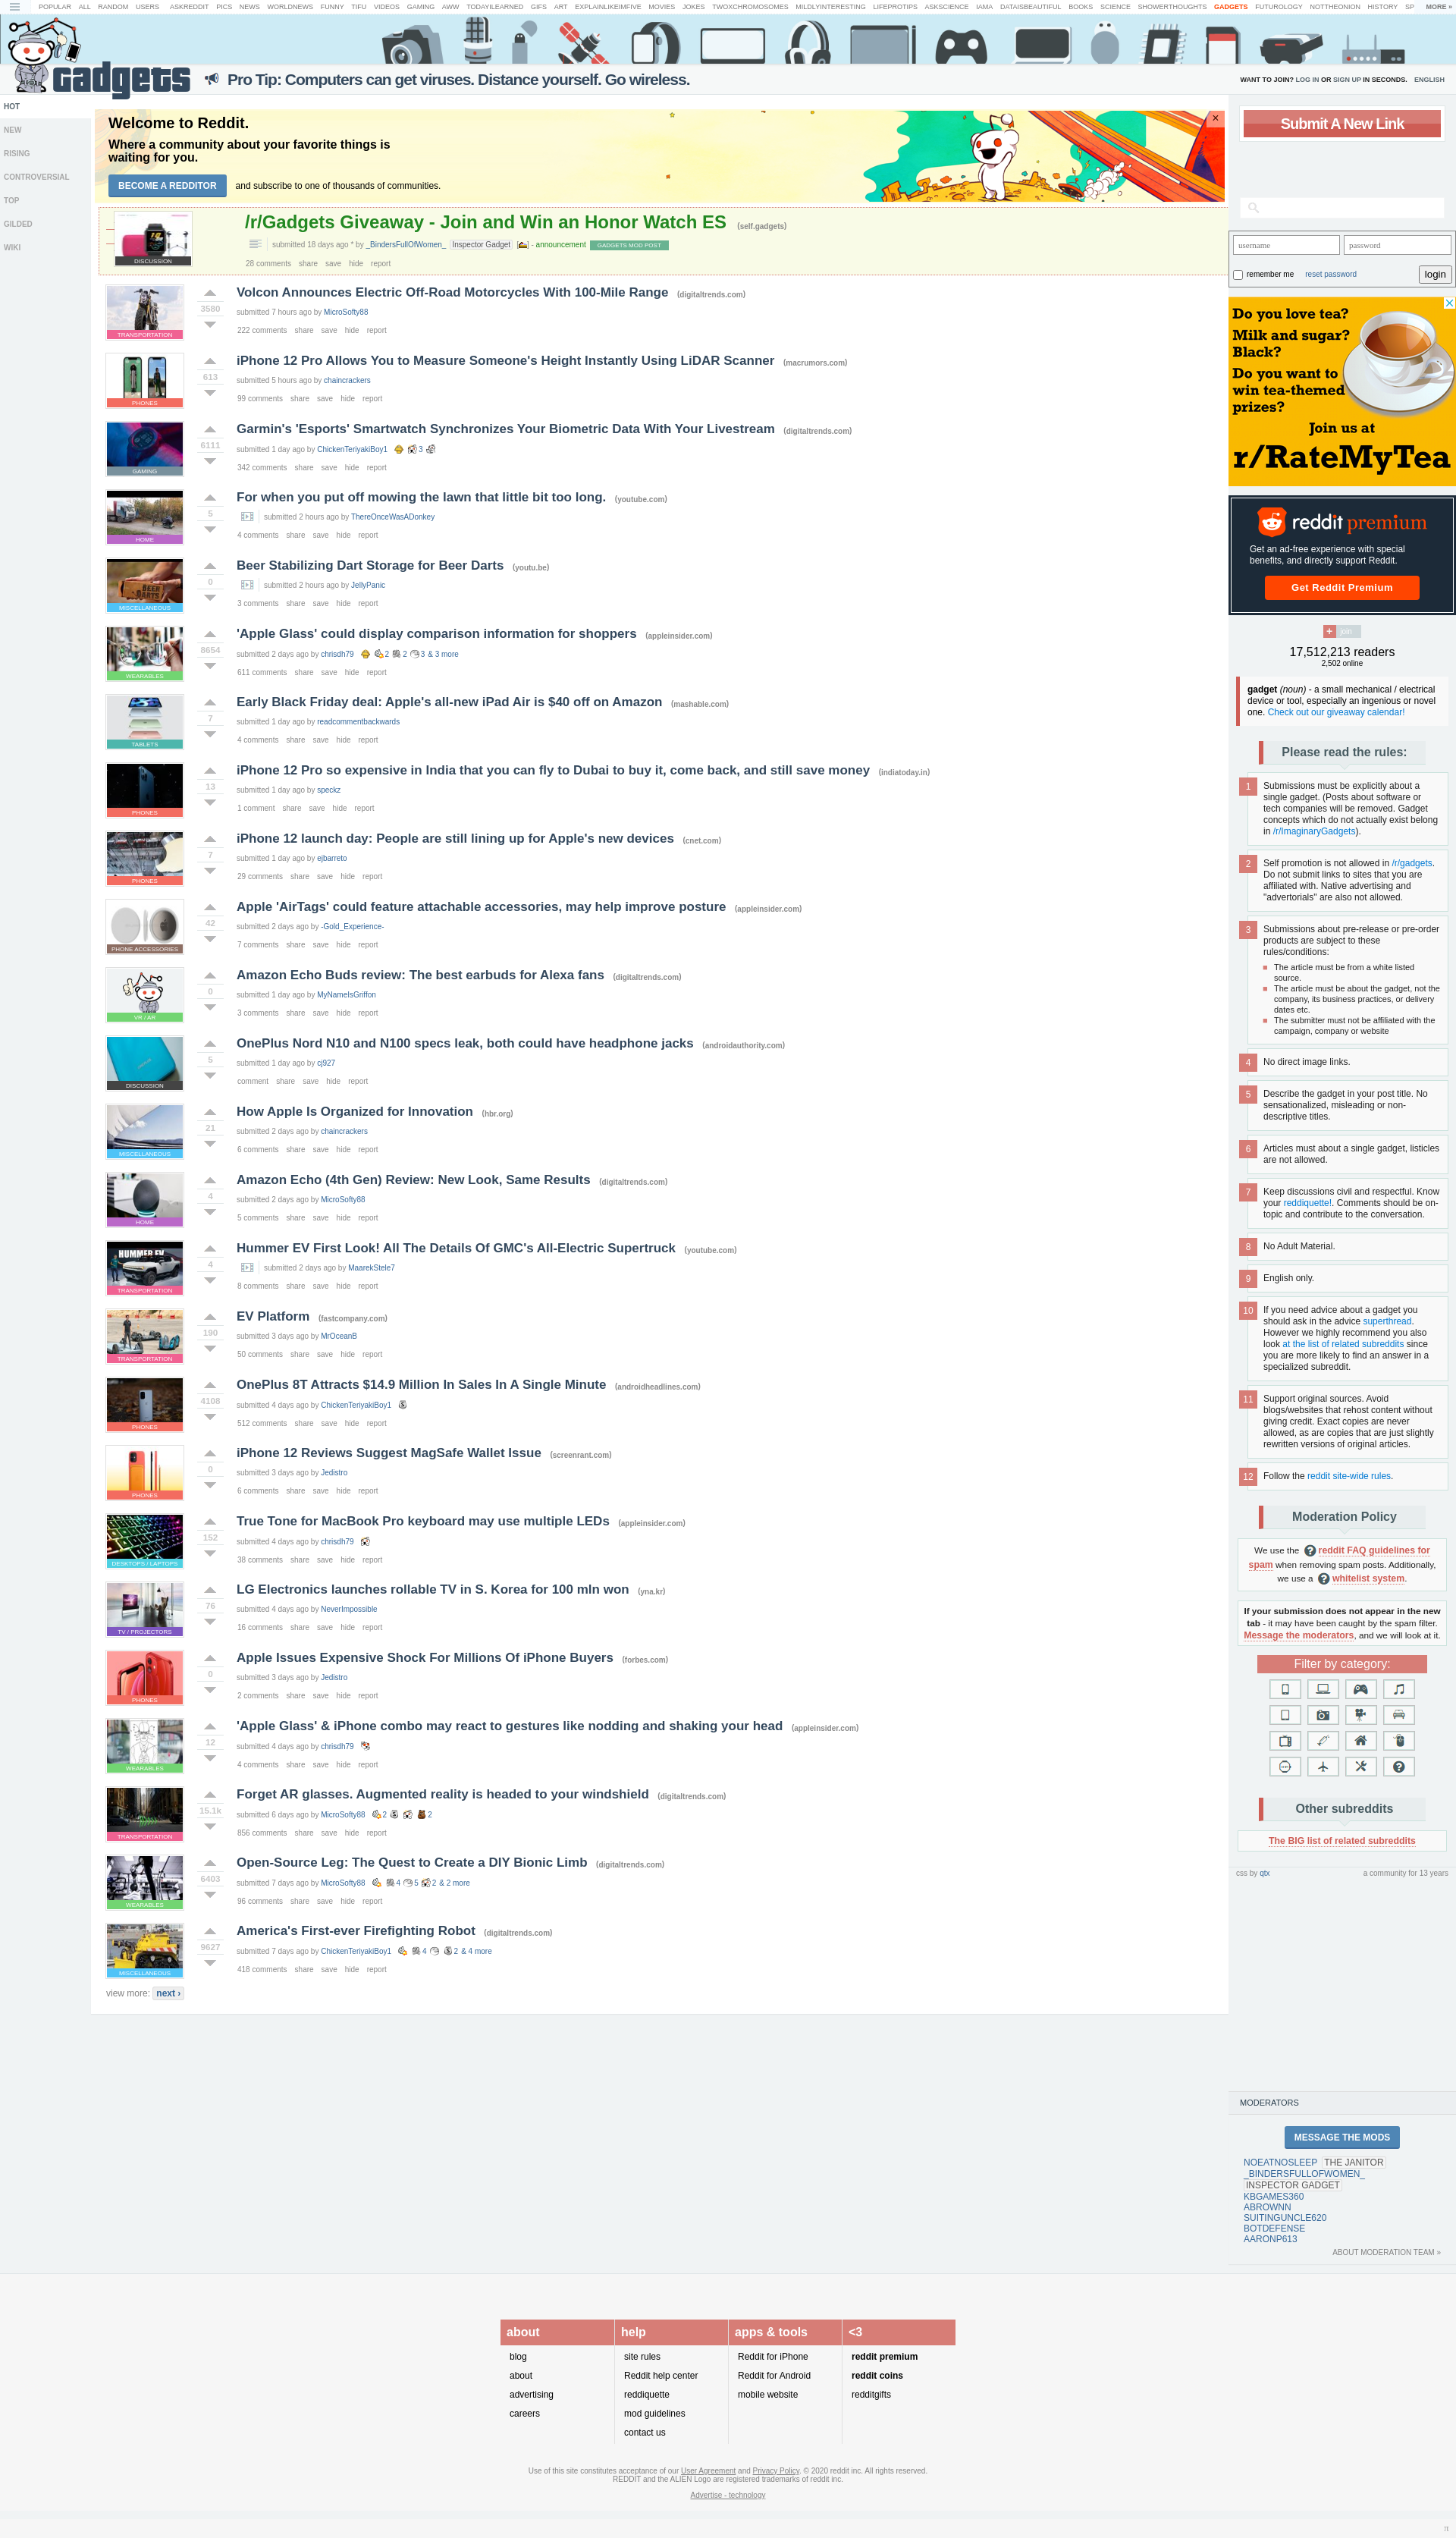 POPULAR ALL RANDOM USERS ASKREDDIT PICS NEWS WORLDNEWS FUNNY TIFU VIDEOS GAMING AWW TODAYILEARNED GIFS ART EXPLAINLIKEIMFIVE MOVIES JOKES TWOXCHROMOSOMES MILDLYINTERESTING LIFEPROTIPS ASKSCIENCE IAMA DATAISBEAUTIFUL BOOKS SCIENCE SHOWERTHOUGHTS GADGETS FUTUROLOGY NOTTHEONION HISTORY SP MORE »
Gadgets
Pro Tip: Computers can get viruses. Distance yourself. Go wireless.
WANT TO JOIN? LOG IN OR SIGN UP IN SECONDS. ENGLISH
HOT
NEW
RISING
CONTROVERSIAL
TOP
GILDED
WIKI
Welcome to Reddit.
Where a community about your favorite things is
waiting for you.
BECOME A REDDITOR and subscribe to one of thousands of communities.
×
/r/Gadgets Giveaway - Join and Win an Honor Watch ES (self.gadgets)
submitted 18 days ago * by _BindersFullOfWomen_ Inspector Gadget - announcement GADGETS MOD POST
DISCUSSION
28 comments share save hide report
Volcon Announces Electric Off-Road Motorcycles With 100-Mile Range (digitaltrends.com)
3580
submitted 7 hours ago by MicroSofty88
222 comments share save hide report
TRANSPORTATION
iPhone 12 Pro Allows You to Measure Someone's Height Instantly Using LiDAR Scanner (macrumors.com)
613
submitted 5 hours ago by chaincrackers
99 comments share save hide report
PHONES
Garmin's 'Esports' Smartwatch Synchronizes Your Biometric Data With Your Livestream (digitaltrends.com)
6111
submitted 1 day ago by ChickenTeriyakiBoy1 3
342 comments share save hide report
GAMING
For when you put off mowing the lawn that little bit too long. (youtube.com)
5
submitted 2 hours ago by ThereOnceWasADonkey
4 comments share save hide report
HOME
Beer Stabilizing Dart Storage for Beer Darts (youtu.be)
0
submitted 2 hours ago by JellyPanic
BEER DARTS
3 comments share save hide report
MISCELLANEOUS
'Apple Glass' could display comparison information for shoppers (appleinsider.com)
8654
submitted 2 days ago by chrisdh79 2 2 3 & 3 more
611 comments share save hide report
WEARABLES
Early Black Friday deal: Apple's all-new iPad Air is $40 off on Amazon (mashable.com)
7
submitted 1 day ago by readcommentbackwards
4 comments share save hide report
TABLETS
iPhone 12 Pro so expensive in India that you can fly to Dubai to buy it, come back, and still save money (indiatoday.in)
13
submitted 1 day ago by speckz
1 comment share save hide report
PHONES
iPhone 12 launch day: People are still lining up for Apple's new devices (cnet.com)
7
submitted 1 day ago by ejbarreto
29 comments share save hide report
PHONES
Apple 'AirTags' could feature attachable accessories, may help improve posture (appleinsider.com)
42
submitted 2 days ago by -Gold_Experience-
7 comments share save hide report
PHONE ACCESSORIES
Amazon Echo Buds review: The best earbuds for Alexa fans (digitaltrends.com)
0
submitted 1 day ago by MyNameIsGriffon
3 comments share save hide report
VR / AR
OnePlus Nord N10 and N100 specs leak, both could have headphone jacks (androidauthority.com)
5
submitted 1 day ago by cj927
comment share save hide report
DISCUSSION
How Apple Is Organized for Innovation (hbr.org)
21
submitted 2 days ago by chaincrackers
6 comments share save hide report
MISCELLANEOUS
Amazon Echo (4th Gen) Review: New Look, Same Results (digitaltrends.com)
4
submitted 2 days ago by MicroSofty88
5 comments share save hide report
HOME
Hummer EV First Look! All The Details Of GMC's All-Electric Supertruck (youtube.com)
HUMMER EV
4
submitted 2 days ago by MaarekStele7
8 comments share save hide report
TRANSPORTATION
EV Platform (fastcompany.com)
190
submitted 3 days ago by MrOceanB
50 comments share save hide report
TRANSPORTATION
OnePlus 8T Attracts $14.9 Million In Sales In A Single Minute (androidheadlines.com)
4108
submitted 4 days ago by ChickenTeriyakiBoy1
512 comments share save hide report
PHONES
iPhone 12 Reviews Suggest MagSafe Wallet Issue (screenrant.com)
0
submitted 3 days ago by Jedistro
6 comments share save hide report
PHONES
True Tone for MacBook Pro keyboard may use multiple LEDs (appleinsider.com)
152
submitted 4 days ago by chrisdh79
38 comments share save hide report
DESKTOPS / LAPTOPS
LG Electronics launches rollable TV in S. Korea for 100 mln won (yna.kr)
76
submitted 4 days ago by NeverImpossible
16 comments share save hide report
TV / PROJECTORS
Apple Issues Expensive Shock For Millions Of iPhone Buyers (forbes.com)
0
submitted 3 days ago by Jedistro
2 comments share save hide report
PHONES
'Apple Glass' & iPhone combo may react to gestures like nodding and shaking your head (appleinsider.com)
12
submitted 4 days ago by chrisdh79
4 comments share save hide report
WEARABLES
Forget AR glasses. Augmented reality is headed to your windshield (digitaltrends.com)
15.1k
submitted 6 days ago by MicroSofty88 2 2
856 comments share save hide report
TRANSPORTATION
Open-Source Leg: The Quest to Create a DIY Bionic Limb (digitaltrends.com)
6403
submitted 7 days ago by MicroSofty88 4 5 2 & 2 more
96 comments share save hide report
WEARABLES
America's First-ever Firefighting Robot (digitaltrends.com)
9627
submitted 7 days ago by ChickenTeriyakiBoy1 4 2 & 4 more
418 comments share save hide report
MISCELLANEOUS
view more: next ›
Submit A New Link
username password
remember me reset password login
Do you love tea?
Milk and sugar?
Black?
Do you want to
win tea-themed
prizes?
Join us at
r/RateMyTea
reddit premium
Get an ad-free experience with special
benefits, and directly support Reddit.
Get Reddit Premium
+ join
17,512,213 readers
2,502 online
gadget (noun) - a small mechanical / electrical
device or tool, especially an ingenious or novel
one. Check out our giveaway calendar!
Please read the rules:
1 Submissions must be explicitly about a
single gadget. (Posts about software or
tech companies will be removed. Gadget
concepts which do not actually exist belong
in /r/ImaginaryGadgets).
2 Self promotion is not allowed in /r/gadgets.
Do not submit links to sites that you are
affiliated with. Native advertising and
"advertorials" are also not allowed.
3 Submissions about pre-release or pre-order
products are subject to these
rules/conditions:
The article must be from a white listed
source.
The article must be about the gadget, not the
company, its business practices, or delivery
dates etc.
The submitter must not be affiliated with the
campaign, company or website
4 No direct image links.
5 Describe the gadget in your post title. No
sensationalized, misleading or non-
descriptive titles.
6 Articles must about a single gadget, listicles
are not allowed.
7 Keep discussions civil and respectful. Know
your reddiquette!. Comments should be on-
topic and contribute to the conversation.
8 No Adult Material.
9 English only.
10 If you need advice about a gadget you
should ask in the advice superthread.
However we highly recommend you also
look at the list of related subreddits since
you are more likely to find an answer in a
specialized subreddit.
11 Support original sources. Avoid
blogs/websites that rehost content without
giving credit. Exact copies are never
allowed, as are copies that are just slightly
rewritten versions of original articles.
12 Follow the reddit site-wide rules.
Moderation Policy
We use the ? reddit FAQ guidelines for
spam when removing spam posts. Additionally,
we use a ? whitelist system.
If your submission does not appear in the new
tab - it may have been caught by the spam filter.
Message the moderators, and we will look at it.
Filter by category:
Other subreddits
The BIG list of related subreddits
css by qtx a community for 13 years
MODERATORS
MESSAGE THE MODS
NOEATNOSLEEP THE JANITOR
_BINDERSFULLOFWOMEN_
INSPECTOR GADGET
KBGAMES360
ABROWNN
SUITINGUNCLE620
BOTDEFENSE
AARONP613
ABOUT MODERATION TEAM »
about help apps & tools <3
blog site rules Reddit for iPhone reddit premium
about Reddit help center Reddit for Android reddit coins
advertising reddiquette mobile website redditgifts
careers mod guidelines
contact us
Use of this site constitutes acceptance of our User Agreement and Privacy Policy. © 2020 reddit inc. All rights reserved.
REDDIT and the ALIEN Logo are registered trademarks of reddit inc.
Advertise - technology
π